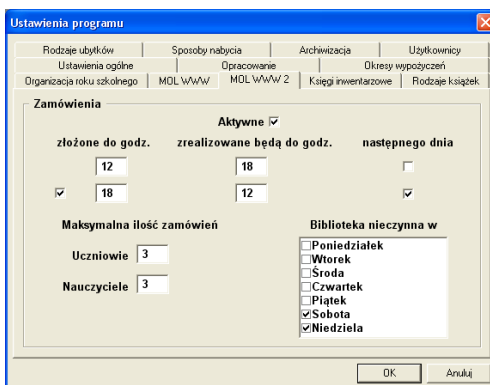 Ustawienia programu
Rodzaje ubytków Sposoby nabycia Archiwizacja Użytkownicy
Ustawienia ogólne Opracowanie Okresy wypożyczeń
Organizacja roku szkolnego MOL WWW MOL WWW 2 Księgi inwentarzowe Rodzaje książek
Zamówienia
Aktywne
złożone do godz. zrealizowane będą do godz. następnego dnia
12 18
18 12
Maksymalna ilość zamówień Biblioteka nieczynna w
Uczniowie 3
Nauczyciele 3
Poniedziałek
Wtorek
Środa
Czwartek
Piątek
Sobota
Niedziela
OK Anuluj